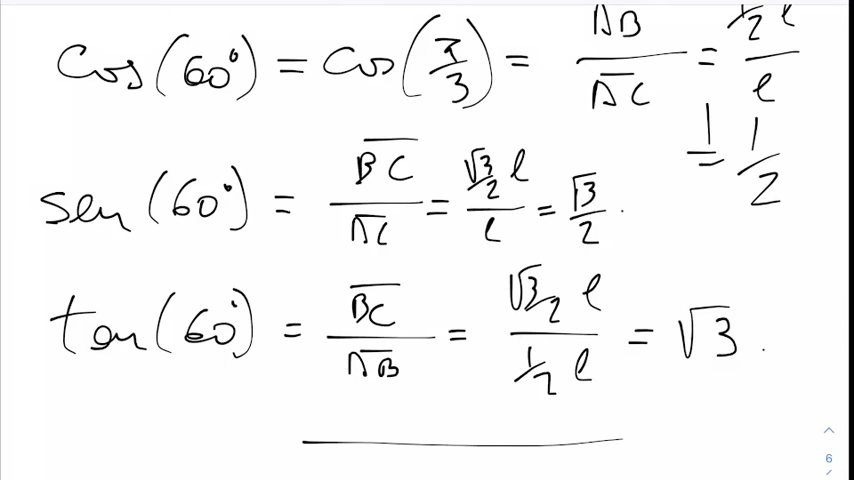 cos(60°) = cos(π/3) = AB/AC = 1/2 l / l
= 1/2
sen(60°) = BC/AC = √3/2 l / l = √3/2.
tan(60°) = BC/AB = √3/2 l / 1/2 l = √3.
6